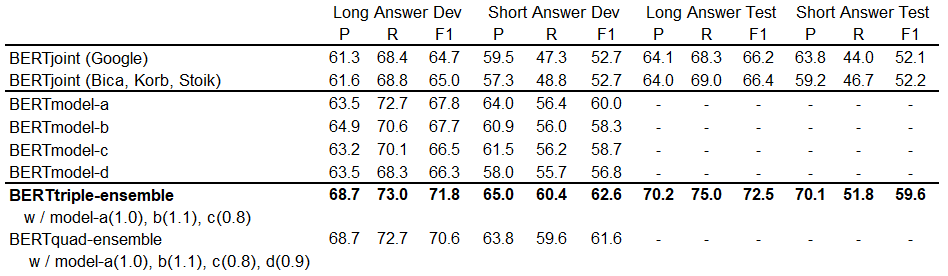 Long Answer Dev Short Answer Dev Long Answer Test Short Answer Test
P R F1 P R F1 P R F1 P R F1
BERTjoint (Google) 61.3 68.4 64.7 59.5 47.3 52.7 64.1 68.3 66.2 63.8 44.0 52.1
BERTjoint (Bica, Korb, Stoik) 61.6 68.8 65.0 57.3 48.8 52.7 64.0 69.0 66.4 59.2 46.7 52.2
BERTmodel-a 63.5 72.7 67.8 64.0 56.4 60.0 - - - - - -
BERTmodel-b 64.9 70.6 67.7 60.9 56.0 58.3 - - - - - -
BERTmodel-c 63.2 70.1 66.5 61.5 56.2 58.7 - - - - - -
BERTmodel-d 63.5 68.3 66.3 58.0 55.7 56.8 - - - - - -
BERTtriple-ensemble 68.7 73.0 71.8 65.0 60.4 62.6 70.2 75.0 72.5 70.1 51.8 59.6
w / model-a(1.0), b(1.1), c(0.8)
BERTquad-ensemble 68.7 72.7 70.6 63.8 59.6 61.6 - - - - - -
w / model-a(1.0), b(1.1), c(0.8), d(0.9)